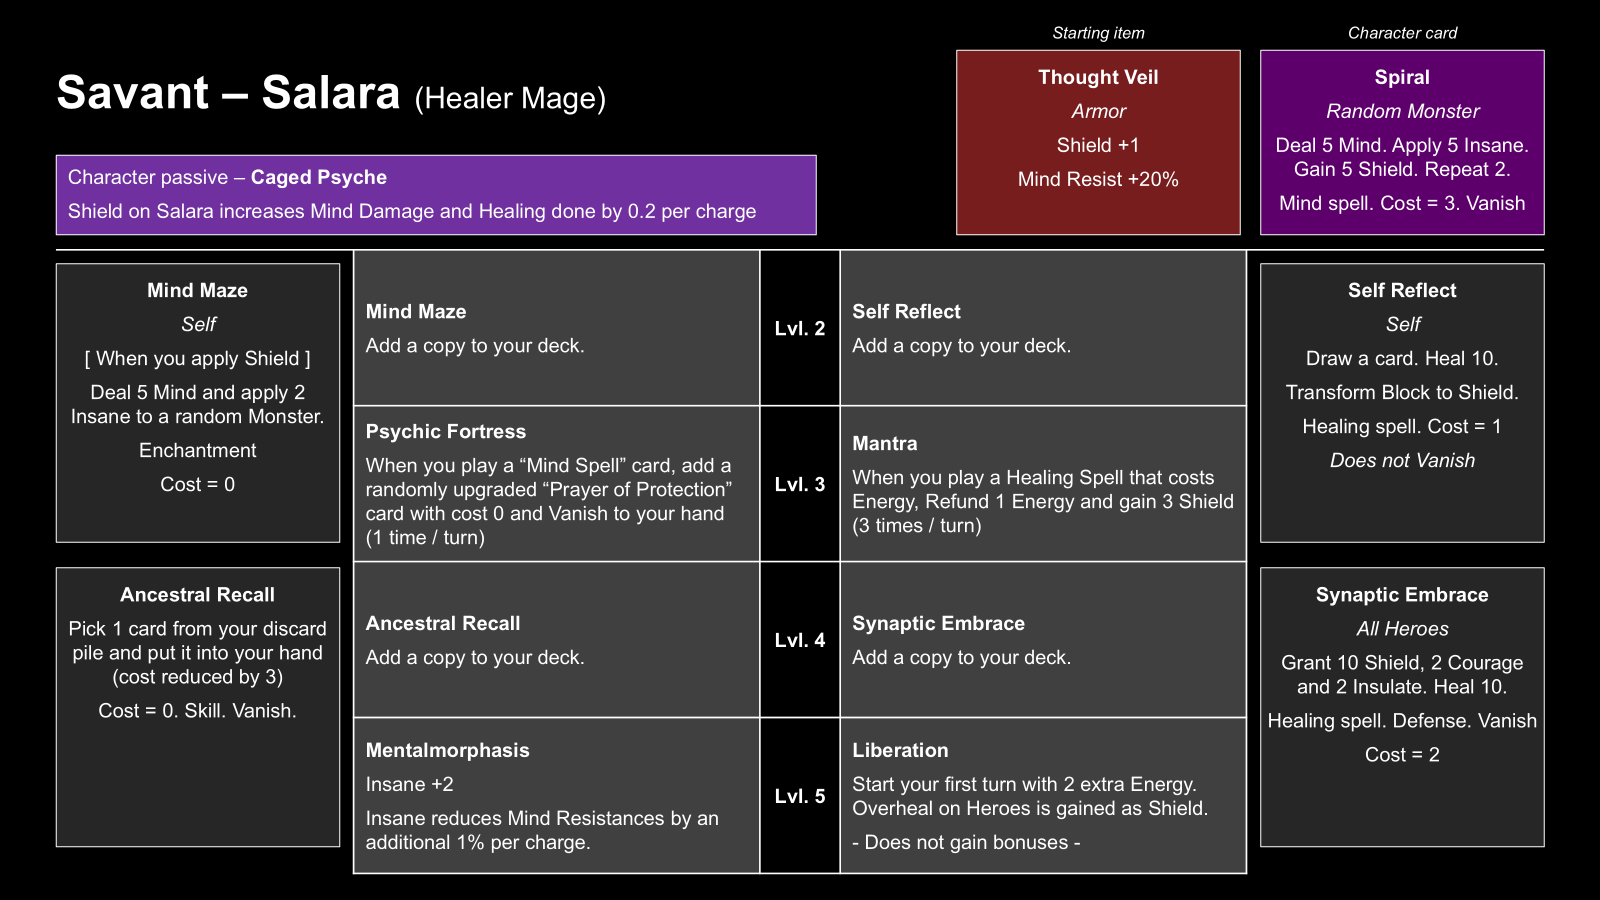 Savant – Salara (Healer Mage)
Character passive – Caged Psyche
Shield on Salara increases Mind Damage and Healing done by 0.2 per charge
Starting item
Thought Veil
Armor
Shield +1
Mind Resist +20%
Character card
Spiral
Random Monster
Deal 5 Mind. Apply 5 Insane.
Gain 5 Shield. Repeat 2.
Mind spell. Cost = 3. Vanish
Mind Maze
Self
[ When you apply Shield ]
Deal 5 Mind and apply 2
Insane to a random Monster.
Enchantment
Cost = 0
Ancestral Recall
Pick 1 card from your discard
pile and put it into your hand
(cost reduced by 3)
Cost = 0. Skill. Vanish.
Mind Maze
Add a copy to your deck.
Lvl. 2
Self Reflect
Add a copy to your deck.
Psychic Fortress
When you play a “Mind Spell” card, add a
randomly upgraded “Prayer of Protection”
card with cost 0 and Vanish to your hand
(1 time / turn)
Lvl. 3
Mantra
When you play a Healing Spell that costs
Energy, Refund 1 Energy and gain 3 Shield
(3 times / turn)
Ancestral Recall
Add a copy to your deck.
Lvl. 4
Synaptic Embrace
Add a copy to your deck.
Mentalmorphasis
Insane +2
Insane reduces Mind Resistances by an
additional 1% per charge.
Lvl. 5
Liberation
Start your first turn with 2 extra Energy.
Overheal on Heroes is gained as Shield.
- Does not gain bonuses -
Self Reflect
Self
Draw a card. Heal 10.
Transform Block to Shield.
Healing spell. Cost = 1
Does not Vanish
Synaptic Embrace
All Heroes
Grant 10 Shield, 2 Courage
and 2 Insulate. Heal 10.
Healing spell. Defense. Vanish
Cost = 2